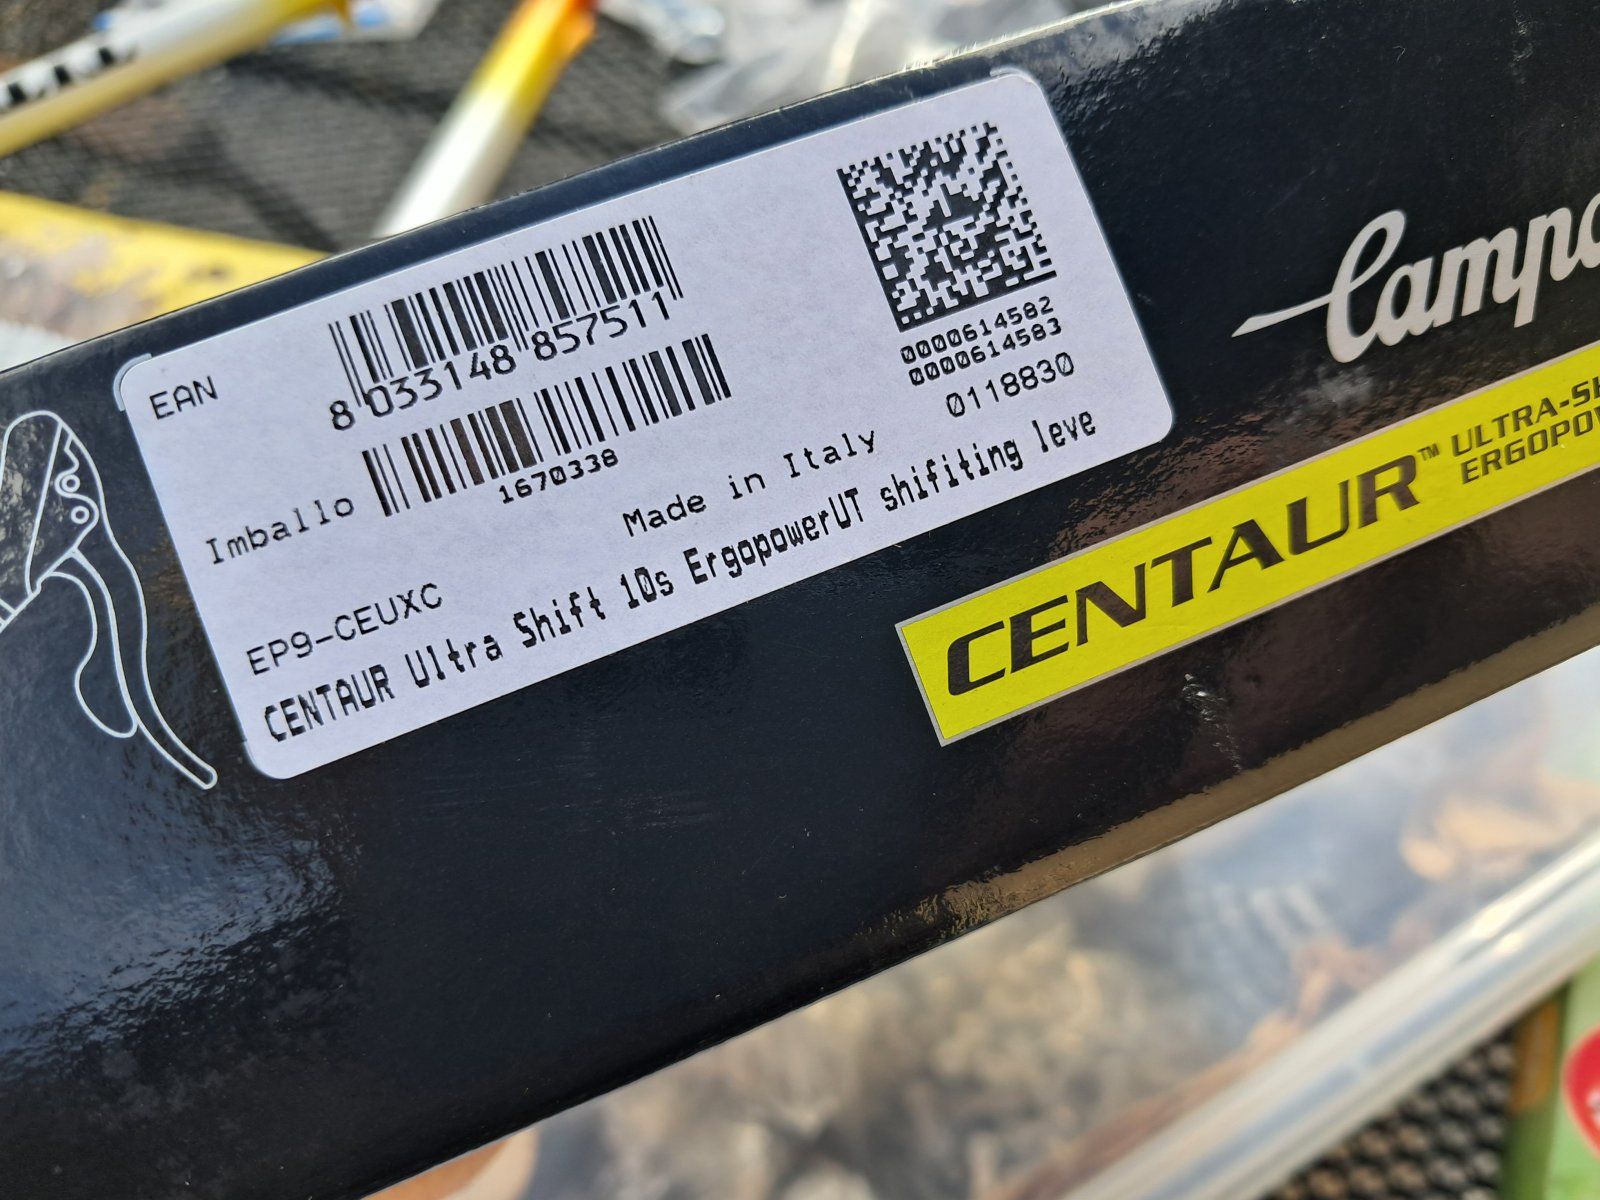 EAN
8 033148 857511
Imballo
1670338
0000614582
0000614583
0118830
Made in Italy
EP9-CEUXC
CENTAUR Ultra Shift 10s ErgopowerUT shifiting leve
Campa
CENTAUR™ ULTRA-SH
ERGOPOW